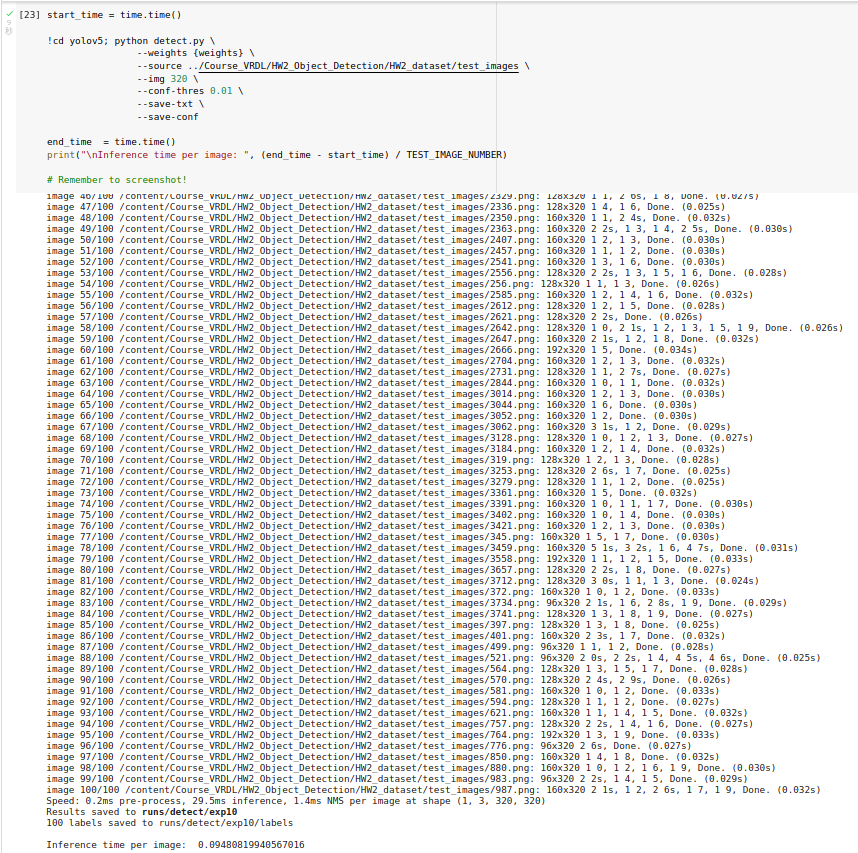 [23] start_time = time.time()
!cd yolov5; python detect.py \
--weights {weights} \
--source ../Course_VRDL/HW2_Object_Detection/HW2_dataset/test_images \
--img 320 \
--conf-thres 0.01 \
--save-txt \
--save-conf
end_time  = time.time()
print("\nInference time per image: ", (end_time - start_time) / TEST_IMAGE_NUMBER)
# Remember to screenshot!
image 46/100 /content/Course_VRDL/HW2_Object_Detection/HW2_dataset/test_images/2329.png: 128x320 1 1, 2 6s, 1 8, Done. (0.027s)
image 47/100 /content/Course_VRDL/HW2_Object_Detection/HW2_dataset/test_images/2336.png: 128x320 1 4, 1 6, Done. (0.025s)
image 48/100 /content/Course_VRDL/HW2_Object_Detection/HW2_dataset/test_images/2350.png: 160x320 1 1, 2 4s, Done. (0.032s)
image 49/100 /content/Course_VRDL/HW2_Object_Detection/HW2_dataset/test_images/2363.png: 160x320 2 2s, 1 3, 1 4, 2 5s, Done. (0.030s)
image 50/100 /content/Course_VRDL/HW2_Object_Detection/HW2_dataset/test_images/2407.png: 160x320 1 2, 1 3, Done. (0.030s)
image 51/100 /content/Course_VRDL/HW2_Object_Detection/HW2_dataset/test_images/2457.png: 160x320 1 1, 1 2, Done. (0.030s)
image 52/100 /content/Course_VRDL/HW2_Object_Detection/HW2_dataset/test_images/2541.png: 160x320 1 3, 1 6, Done. (0.030s)
image 53/100 /content/Course_VRDL/HW2_Object_Detection/HW2_dataset/test_images/2556.png: 128x320 2 2s, 1 3, 1 5, 1 6, Done. (0.028s)
image 54/100 /content/Course_VRDL/HW2_Object_Detection/HW2_dataset/test_images/256.png: 128x320 1 1, 1 3, Done. (0.026s)
image 55/100 /content/Course_VRDL/HW2_Object_Detection/HW2_dataset/test_images/2585.png: 160x320 1 2, 1 4, 1 6, Done. (0.032s)
image 56/100 /content/Course_VRDL/HW2_Object_Detection/HW2_dataset/test_images/2612.png: 128x320 1 2, 1 5, Done. (0.028s)
image 57/100 /content/Course_VRDL/HW2_Object_Detection/HW2_dataset/test_images/2621.png: 128x320 2 2s, Done. (0.026s)
image 58/100 /content/Course_VRDL/HW2_Object_Detection/HW2_dataset/test_images/2642.png: 128x320 1 0, 2 1s, 1 2, 1 3, 1 5, 1 9, Done. (0.026s)
image 59/100 /content/Course_VRDL/HW2_Object_Detection/HW2_dataset/test_images/2647.png: 160x320 2 1s, 1 2, 1 8, Done. (0.032s)
image 60/100 /content/Course_VRDL/HW2_Object_Detection/HW2_dataset/test_images/2666.png: 192x320 1 5, Done. (0.034s)
image 61/100 /content/Course_VRDL/HW2_Object_Detection/HW2_dataset/test_images/2704.png: 160x320 1 2, 1 3, Done. (0.032s)
image 62/100 /content/Course_VRDL/HW2_Object_Detection/HW2_dataset/test_images/2731.png: 128x320 1 1, 2 7s, Done. (0.027s)
image 63/100 /content/Course_VRDL/HW2_Object_Detection/HW2_dataset/test_images/2844.png: 160x320 1 0, 1 1, Done. (0.032s)
image 64/100 /content/Course_VRDL/HW2_Object_Detection/HW2_dataset/test_images/3014.png: 160x320 1 2, 1 3, Done. (0.030s)
image 65/100 /content/Course_VRDL/HW2_Object_Detection/HW2_dataset/test_images/3044.png: 160x320 1 6, Done. (0.030s)
image 66/100 /content/Course_VRDL/HW2_Object_Detection/HW2_dataset/test_images/3052.png: 160x320 1 2, Done. (0.030s)
image 67/100 /content/Course_VRDL/HW2_Object_Detection/HW2_dataset/test_images/3062.png: 160x320 3 1s, 1 2, Done. (0.029s)
image 68/100 /content/Course_VRDL/HW2_Object_Detection/HW2_dataset/test_images/3128.png: 128x320 1 0, 1 2, 1 3, Done. (0.027s)
image 69/100 /content/Course_VRDL/HW2_Object_Detection/HW2_dataset/test_images/3184.png: 160x320 1 2, 1 4, Done. (0.032s)
image 70/100 /content/Course_VRDL/HW2_Object_Detection/HW2_dataset/test_images/319.png: 128x320 1 2, 1 3, Done. (0.028s)
image 71/100 /content/Course_VRDL/HW2_Object_Detection/HW2_dataset/test_images/3253.png: 128x320 2 6s, 1 7, Done. (0.025s)
image 72/100 /content/Course_VRDL/HW2_Object_Detection/HW2_dataset/test_images/3279.png: 128x320 1 1, 1 2, Done. (0.025s)
image 73/100 /content/Course_VRDL/HW2_Object_Detection/HW2_dataset/test_images/3361.png: 160x320 1 5, Done. (0.032s)
image 74/100 /content/Course_VRDL/HW2_Object_Detection/HW2_dataset/test_images/3391.png: 160x320 1 0, 1 1, 1 7, Done. (0.030s)
image 75/100 /content/Course_VRDL/HW2_Object_Detection/HW2_dataset/test_images/3402.png: 160x320 1 0, 1 4, Done. (0.030s)
image 76/100 /content/Course_VRDL/HW2_Object_Detection/HW2_dataset/test_images/3421.png: 160x320 1 2, 1 3, Done. (0.030s)
image 77/100 /content/Course_VRDL/HW2_Object_Detection/HW2_dataset/test_images/345.png: 160x320 1 5, 1 7, Done. (0.030s)
image 78/100 /content/Course_VRDL/HW2_Object_Detection/HW2_dataset/test_images/3459.png: 160x320 5 1s, 3 2s, 1 6, 4 7s, Done. (0.031s)
image 79/100 /content/Course_VRDL/HW2_Object_Detection/HW2_dataset/test_images/3558.png: 192x320 1 1, 1 2, 1 5, Done. (0.033s)
image 80/100 /content/Course_VRDL/HW2_Object_Detection/HW2_dataset/test_images/3657.png: 128x320 2 2s, 1 8, Done. (0.027s)
image 81/100 /content/Course_VRDL/HW2_Object_Detection/HW2_dataset/test_images/3712.png: 128x320 3 0s, 1 1, 1 3, Done. (0.024s)
image 82/100 /content/Course_VRDL/HW2_Object_Detection/HW2_dataset/test_images/372.png: 160x320 1 0, 1 2, Done. (0.033s)
image 83/100 /content/Course_VRDL/HW2_Object_Detection/HW2_dataset/test_images/3734.png: 96x320 2 1s, 1 6, 2 8s, 1 9, Done. (0.029s)
image 84/100 /content/Course_VRDL/HW2_Object_Detection/HW2_dataset/test_images/3741.png: 128x320 1 3, 1 8, 1 9, Done. (0.027s)
image 85/100 /content/Course_VRDL/HW2_Object_Detection/HW2_dataset/test_images/397.png: 128x320 1 3, 1 8, Done. (0.025s)
image 86/100 /content/Course_VRDL/HW2_Object_Detection/HW2_dataset/test_images/401.png: 160x320 2 3s, 1 7, Done. (0.032s)
image 87/100 /content/Course_VRDL/HW2_Object_Detection/HW2_dataset/test_images/499.png: 96x320 1 1, 1 2, Done. (0.028s)
image 88/100 /content/Course_VRDL/HW2_Object_Detection/HW2_dataset/test_images/521.png: 96x320 2 0s, 2 2s, 1 4, 4 5s, 4 6s, Done. (0.025s)
image 89/100 /content/Course_VRDL/HW2_Object_Detection/HW2_dataset/test_images/564.png: 128x320 1 3, 1 5, 1 7, Done. (0.028s)
image 90/100 /content/Course_VRDL/HW2_Object_Detection/HW2_dataset/test_images/570.png: 128x320 2 4s, 2 9s, Done. (0.026s)
image 91/100 /content/Course_VRDL/HW2_Object_Detection/HW2_dataset/test_images/581.png: 160x320 1 0, 1 2, Done. (0.033s)
image 92/100 /content/Course_VRDL/HW2_Object_Detection/HW2_dataset/test_images/594.png: 128x320 1 1, 1 2, Done. (0.027s)
image 93/100 /content/Course_VRDL/HW2_Object_Detection/HW2_dataset/test_images/621.png: 160x320 1 1, 1 4, 1 5, Done. (0.032s)
image 94/100 /content/Course_VRDL/HW2_Object_Detection/HW2_dataset/test_images/757.png: 128x320 2 2s, 1 4, 1 6, Done. (0.027s)
image 95/100 /content/Course_VRDL/HW2_Object_Detection/HW2_dataset/test_images/764.png: 192x320 1 3, 1 9, Done. (0.033s)
image 96/100 /content/Course_VRDL/HW2_Object_Detection/HW2_dataset/test_images/776.png: 96x320 2 6s, Done. (0.027s)
image 97/100 /content/Course_VRDL/HW2_Object_Detection/HW2_dataset/test_images/850.png: 160x320 1 4, 1 8, Done. (0.032s)
image 98/100 /content/Course_VRDL/HW2_Object_Detection/HW2_dataset/test_images/880.png: 160x320 1 0, 1 2, 1 6, 1 9, Done. (0.030s)
image 99/100 /content/Course_VRDL/HW2_Object_Detection/HW2_dataset/test_images/983.png: 96x320 2 2s, 1 4, 1 5, Done. (0.029s)
image 100/100 /content/Course_VRDL/HW2_Object_Detection/HW2_dataset/test_images/987.png: 160x320 2 1s, 1 2, 2 6s, 1 7, 1 9, Done. (0.032s)
Speed: 0.2ms pre-process, 29.5ms inference, 1.4ms NMS per image at shape (1, 3, 320, 320)
Results saved to runs/detect/exp10
100 labels saved to runs/detect/exp10/labels
Inference time per image:  0.09480819940567016